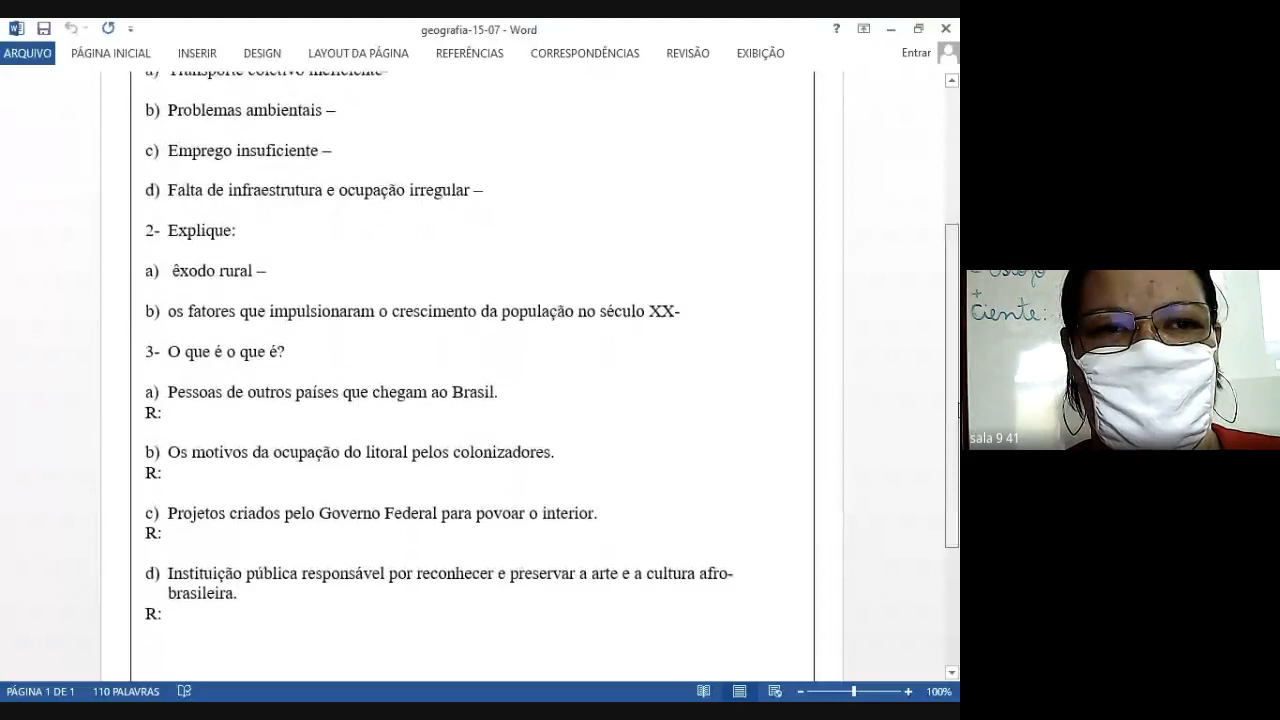 geografia-15-07 - Word
ARQUIVO PÁGINA INICIAL INSERIR DESIGN LAYOUT DA PÁGINA REFERÊNCIAS CORRESPONDÊNCIAS REVISÃO EXIBIÇÃO Entrar
a) Transporte coletivo ineficiente-
b) Problemas ambientais –
c) Emprego insuficiente –
d) Falta de infraestrutura e ocupação irregular –
2- Explique:
a) êxodo rural –
b) os fatores que impulsionaram o crescimento da população no século XX-
3- O que é o que é?
a) Pessoas de outros países que chegam ao Brasil.
R:
b) Os motivos da ocupação do litoral pelos colonizadores.
R:
c) Projetos criados pelo Governo Federal para povoar o interior.
R:
d) Instituição pública responsável por reconhecer e preservar a arte e a cultura afro-
brasileira.
R:
PÁGINA 1 DE 1 110 PALAVRAS 100%
Ciente:
sala 9 41